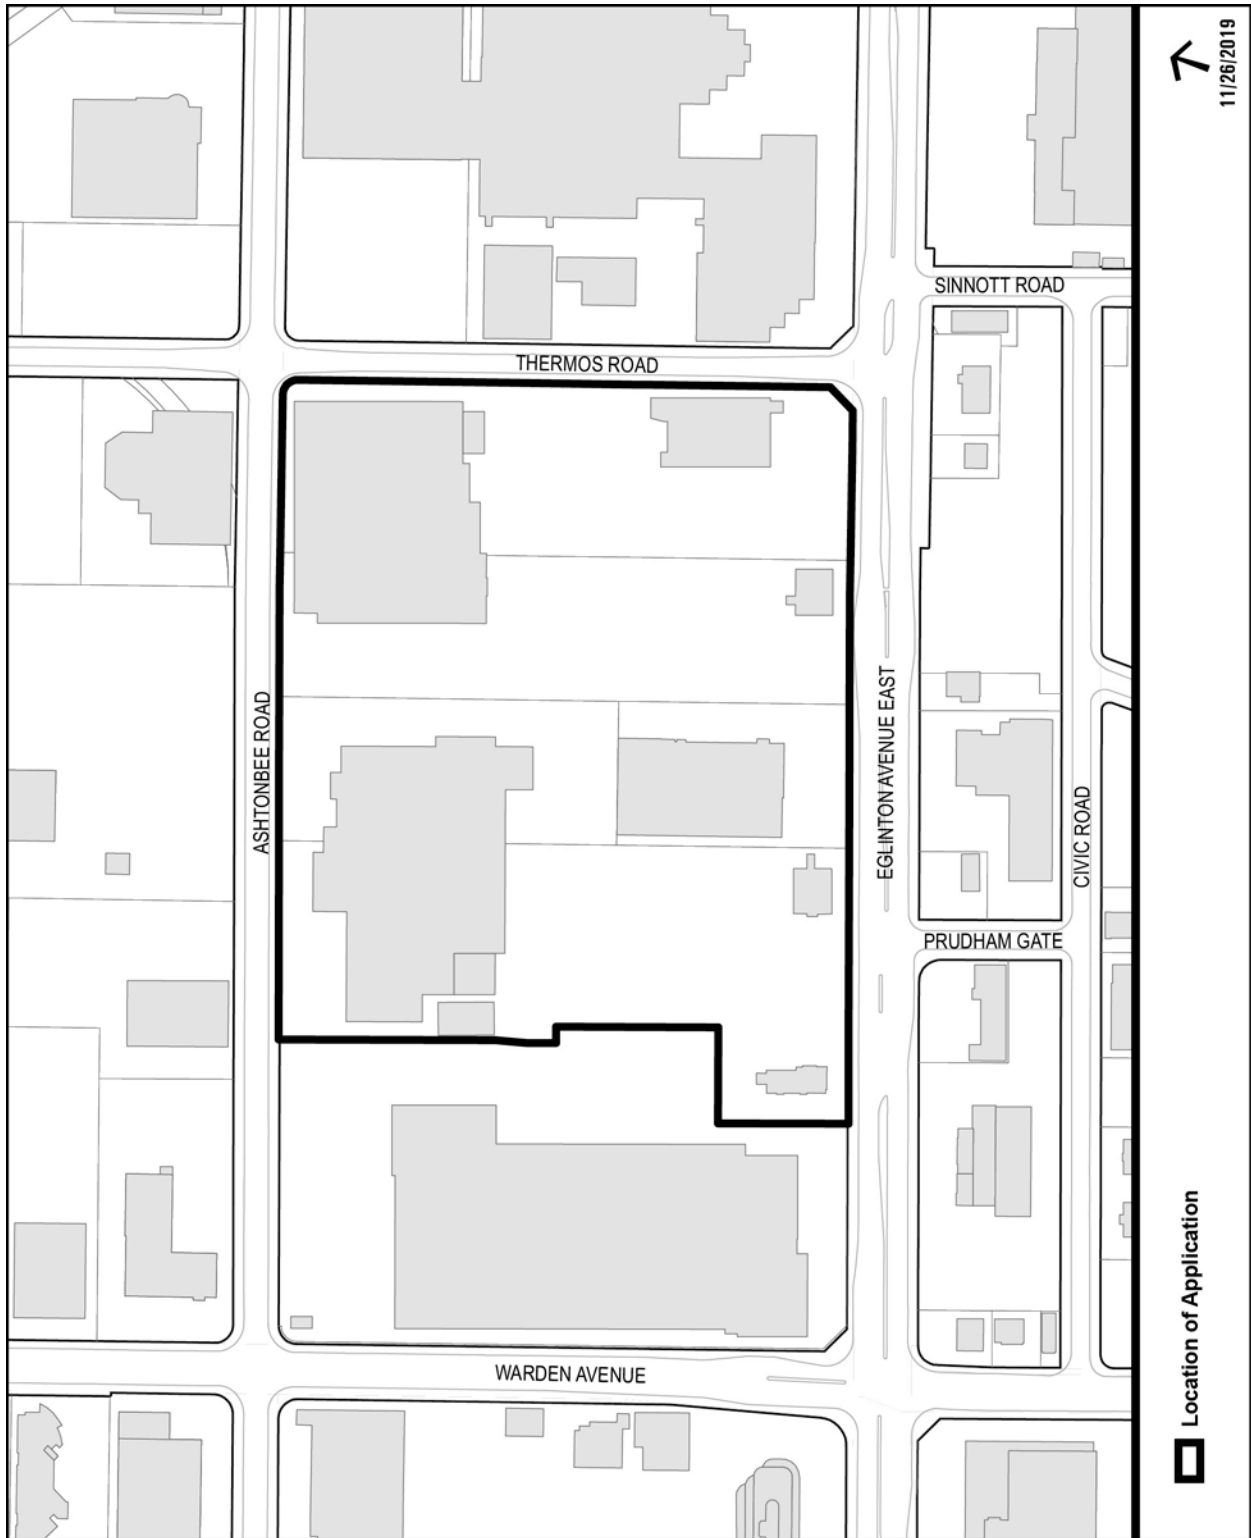 11/26/2019
SINNOTT ROAD
THERMOS ROAD
ASHTONBEE ROAD
EGLINTON AVENUE EAST
CIVIC ROAD
PRUDHAM GATE
WARDEN AVENUE
Location of Application